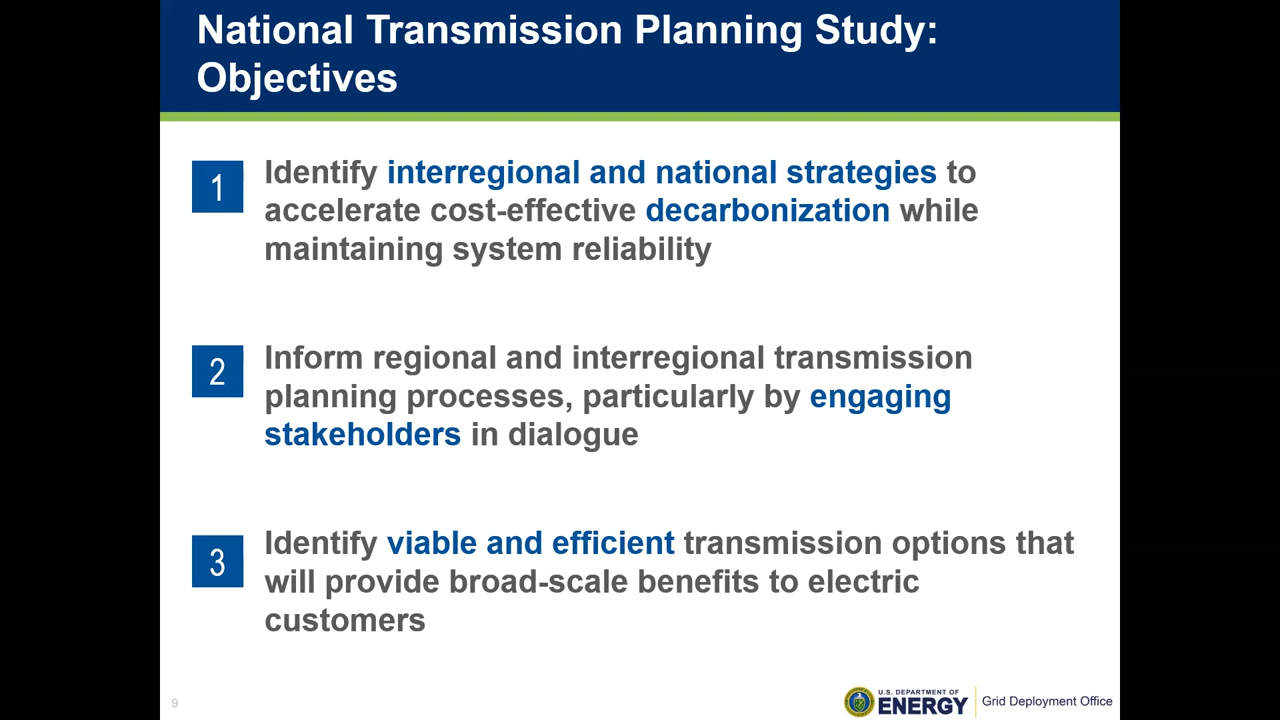 National Transmission Planning Study:
Objectives
1
Identify interregional and national strategies to
accelerate cost-effective decarbonization while
maintaining system reliability
2
Inform regional and interregional transmission
planning processes, particularly by engaging
stakeholders in dialogue
3
Identify viable and efficient transmission options that
will provide broad-scale benefits to electric
customers
9
U.S. DEPARTMENT OF
ENERGY
Grid Deployment Office